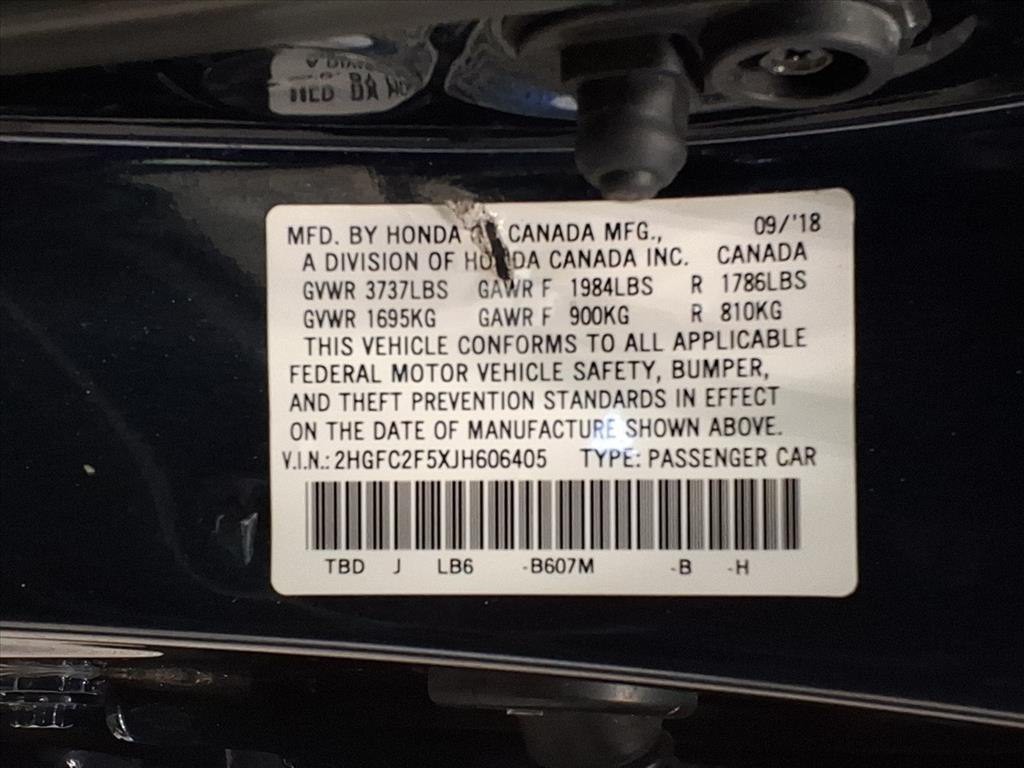 MFD. BY HONDA CANADA MFG., 09/'18
A DIVISION OF HONDA CANADA INC. CANADA
GVWR 3737LBS GAWR F 1984LBS R 1786LBS
GVWR 1695KG GAWR F 900KG R 810KG
THIS VEHICLE CONFORMS TO ALL APPLICABLE
FEDERAL MOTOR VEHICLE SAFETY, BUMPER,
AND THEFT PREVENTION STANDARDS IN EFFECT
ON THE DATE OF MANUFACTURE SHOWN ABOVE.
V.I.N.: 2HGFC2F5XJH606405 TYPE: PASSENGER CAR
TBD J LB6 -B607M -B -H